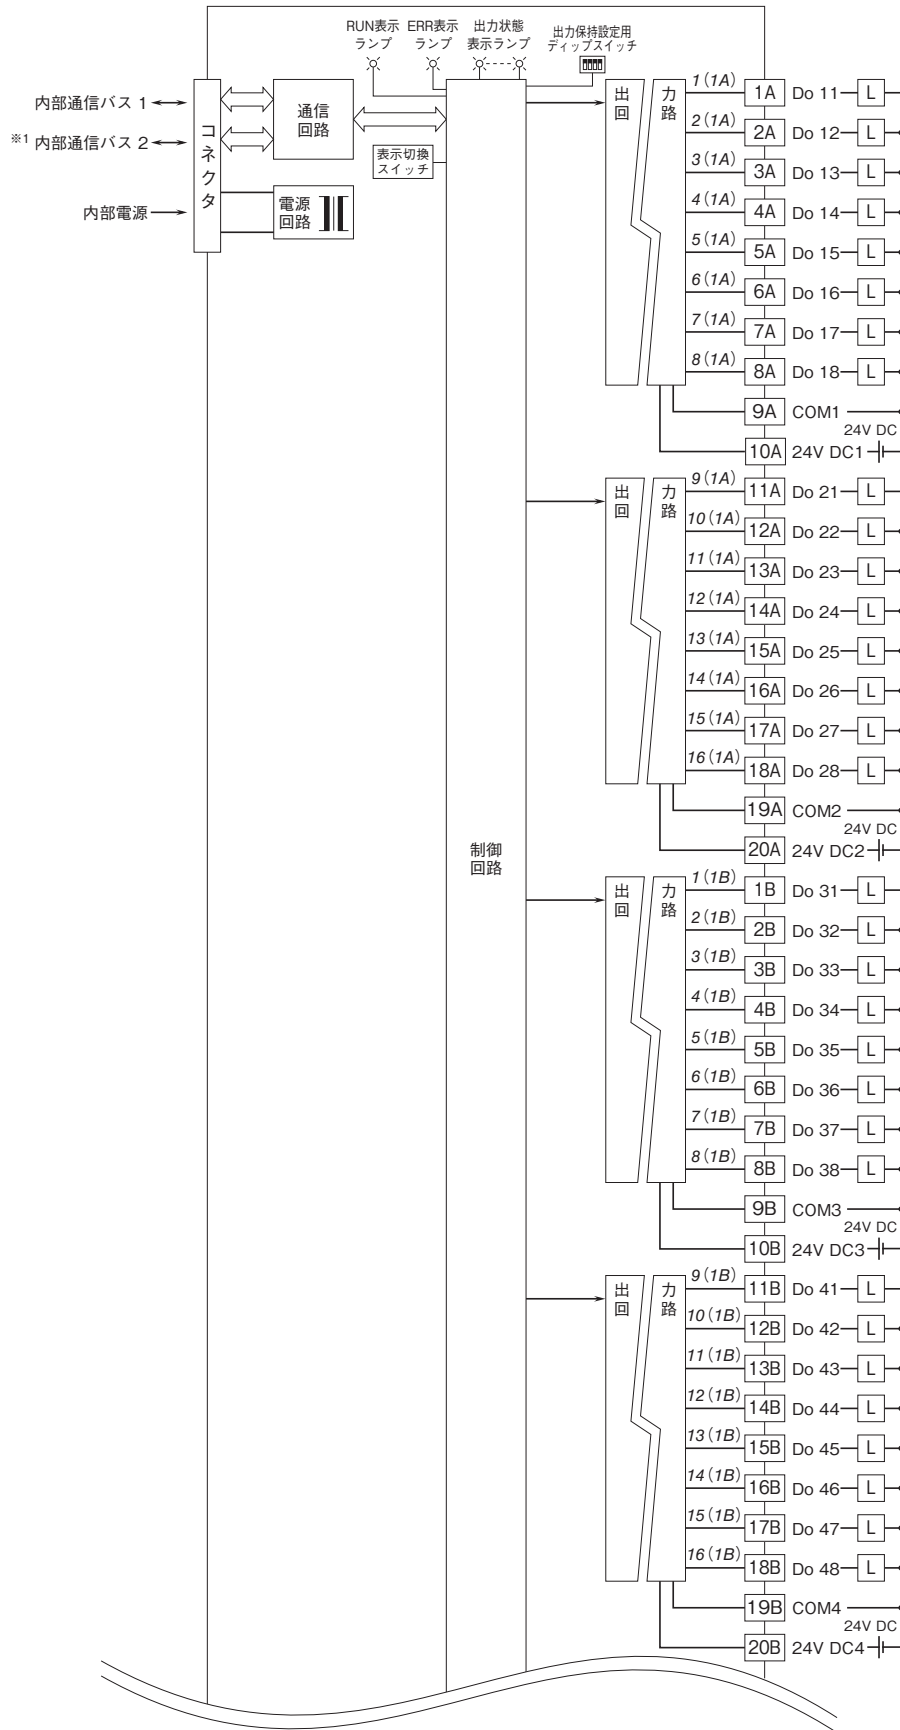 RUN表示
ランプ
ERR表示
ランプ
出力状態
表示ランプ
出力保持設定用
ディップスイッチ
内部通信バス 1
※1 内部通信バス 2
内部電源
コネクタ
通信
回路
電源
回路
表示切換
スイッチ
制御
回路
出力
回路
1(1A) 1A Do 11 L
2(1A) 2A Do 12 L
3(1A) 3A Do 13 L
4(1A) 4A Do 14 L
5(1A) 5A Do 15 L
6(1A) 6A Do 16 L
7(1A) 7A Do 17 L
8(1A) 8A Do 18 L
9A COM1
24V DC
10A 24V DC1
出力
回路
9(1A) 11A Do 21 L
10(1A) 12A Do 22 L
11(1A) 13A Do 23 L
12(1A) 14A Do 24 L
13(1A) 15A Do 25 L
14(1A) 16A Do 26 L
15(1A) 17A Do 27 L
16(1A) 18A Do 28 L
19A COM2
24V DC
20A 24V DC2
出力
回路
1(1B) 1B Do 31 L
2(1B) 2B Do 32 L
3(1B) 3B Do 33 L
4(1B) 4B Do 34 L
5(1B) 5B Do 35 L
6(1B) 6B Do 36 L
7(1B) 7B Do 37 L
8(1B) 8B Do 38 L
9B COM3
24V DC
10B 24V DC3
出力
回路
9(1B) 11B Do 41 L
10(1B) 12B Do 42 L
11(1B) 13B Do 43 L
12(1B) 14B Do 44 L
13(1B) 15B Do 45 L
14(1B) 16B Do 46 L
15(1B) 17B Do 47 L
16(1B) 18B Do 48 L
19B COM4
24V DC
20B 24V DC4